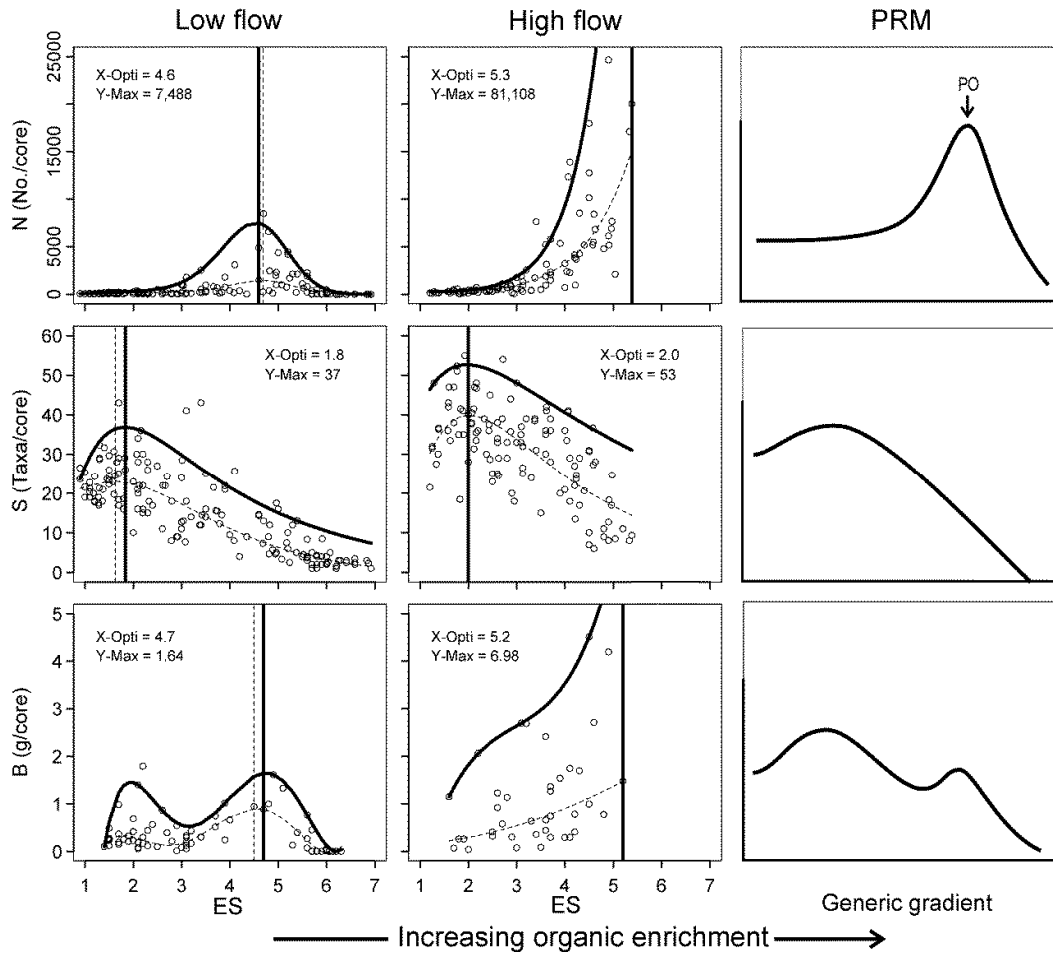 Low flow
High flow
PRM
N (No./core)
25000
15000
5000
0
X-Opti = 4.6
Y-Max = 7,488
X-Opti = 5.3
Y-Max = 81,108
PO
S (Taxa/core)
60
50
40
30
20
10
0
X-Opti = 1.8
Y-Max = 37
X-Opti = 2.0
Y-Max = 53
B (g/core)
5
4
3
2
1
0
X-Opti = 4.7
Y-Max = 1.64
X-Opti = 5.2
Y-Max = 6.98
1 2 3 4 5 6 7
1 2 3 4 5 6 7
ES
ES
Generic gradient
Increasing organic enrichment